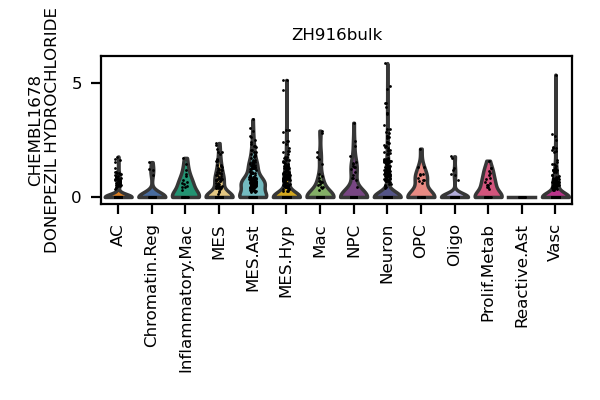 ZH916bulk
CHEMBL1678
DONEPEZIL HYDROCHLORIDE
5
0
AC
Chromatin.Reg
Inflammatory.Mac
MES
MES.Ast
MES.Hyp
Mac
NPC
Neuron
OPC
Oligo
Prolif.Metab
Reactive.Ast
Vasc